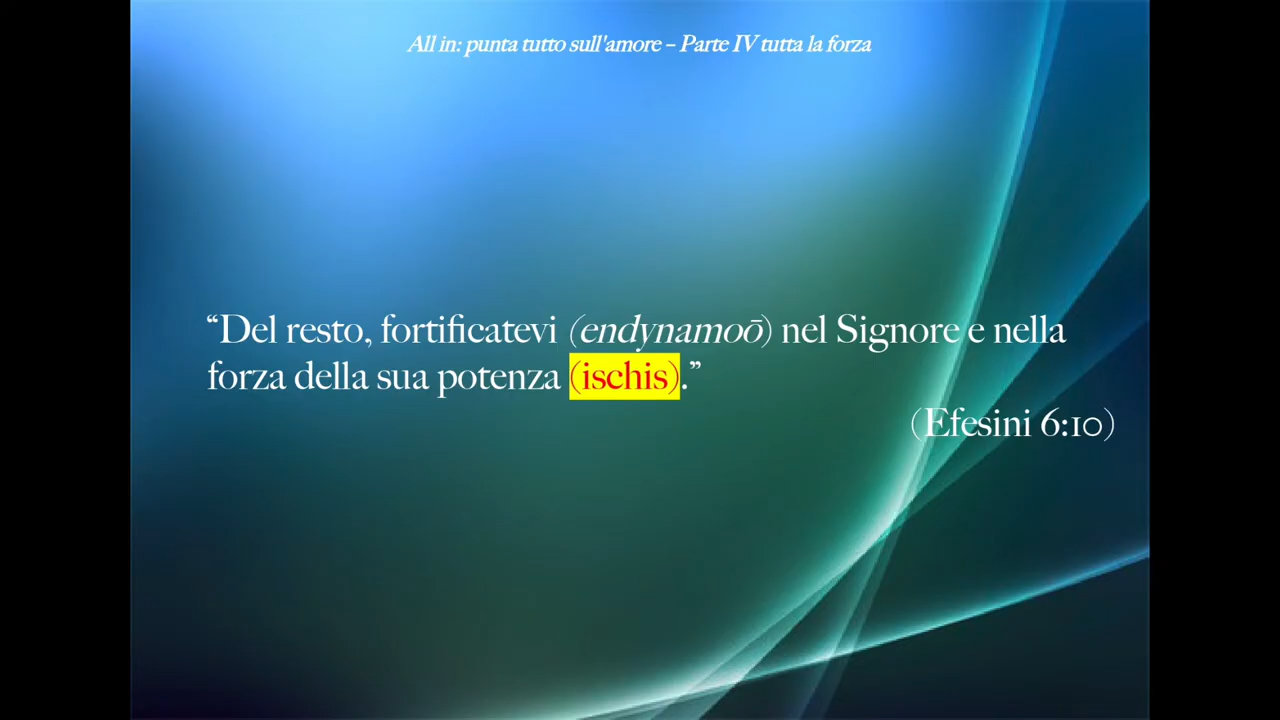 All in: punta tutto sull'amore – Parte IV tutta la forza
“Del resto, fortificatevi (endynamoō) nel Signore e nella
forza della sua potenza (ischis).”
(Efesini 6:10)